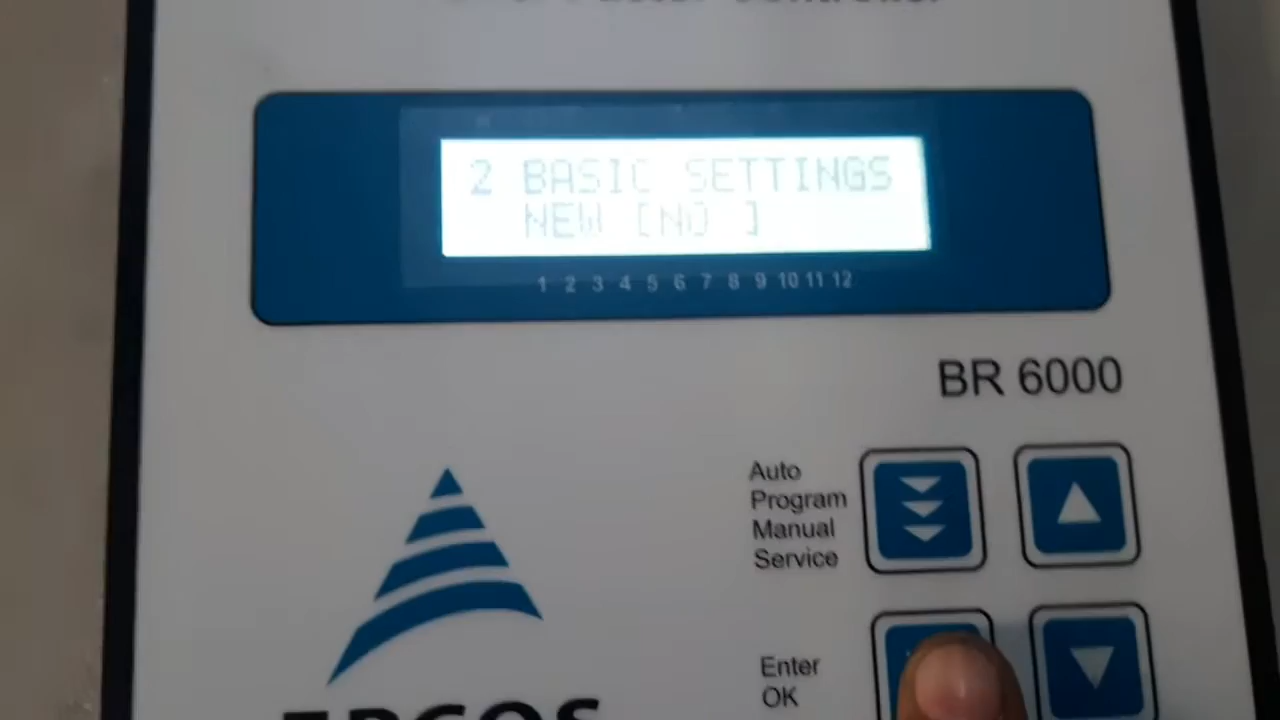 2 BASIC SETTINGS
NEW [NO ]
1 2 3 4 5 6 7 8 9 10 11 12
BR 6000
Auto
Program
Manual
Service
Enter
OK
EPCOS